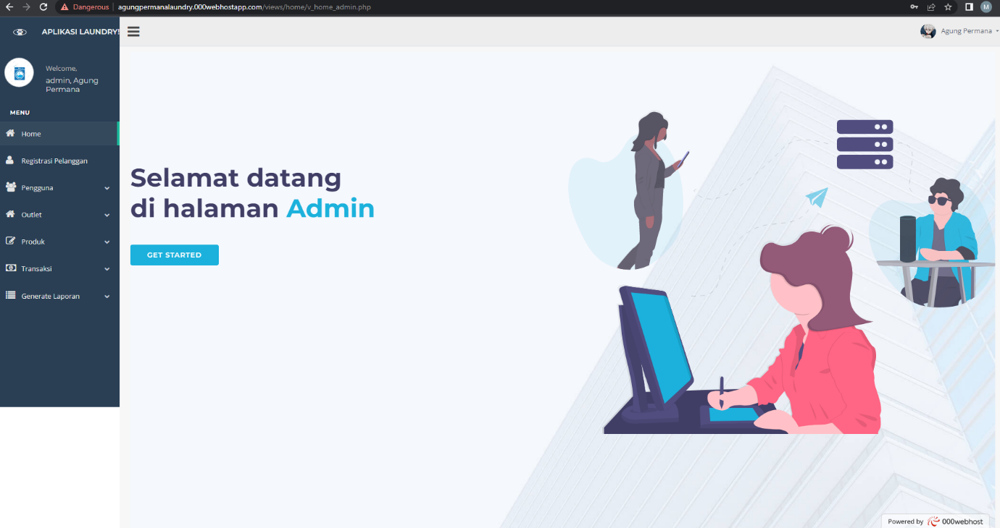 Dangerous
agungpermanalaundry.000webhostapp.com/views/home/v_home_admin.php
M
APLIKASI LAUNDRY!
Agung Permana
Welcome,
admin, Agung
Permana
MENU
Home
Registrasi Pelanggan
Pengguna
Outlet
Produk
Transaksi
Generate Laporan
Selamat datang
di halaman Admin
GET STARTED
Powered by 000webhost